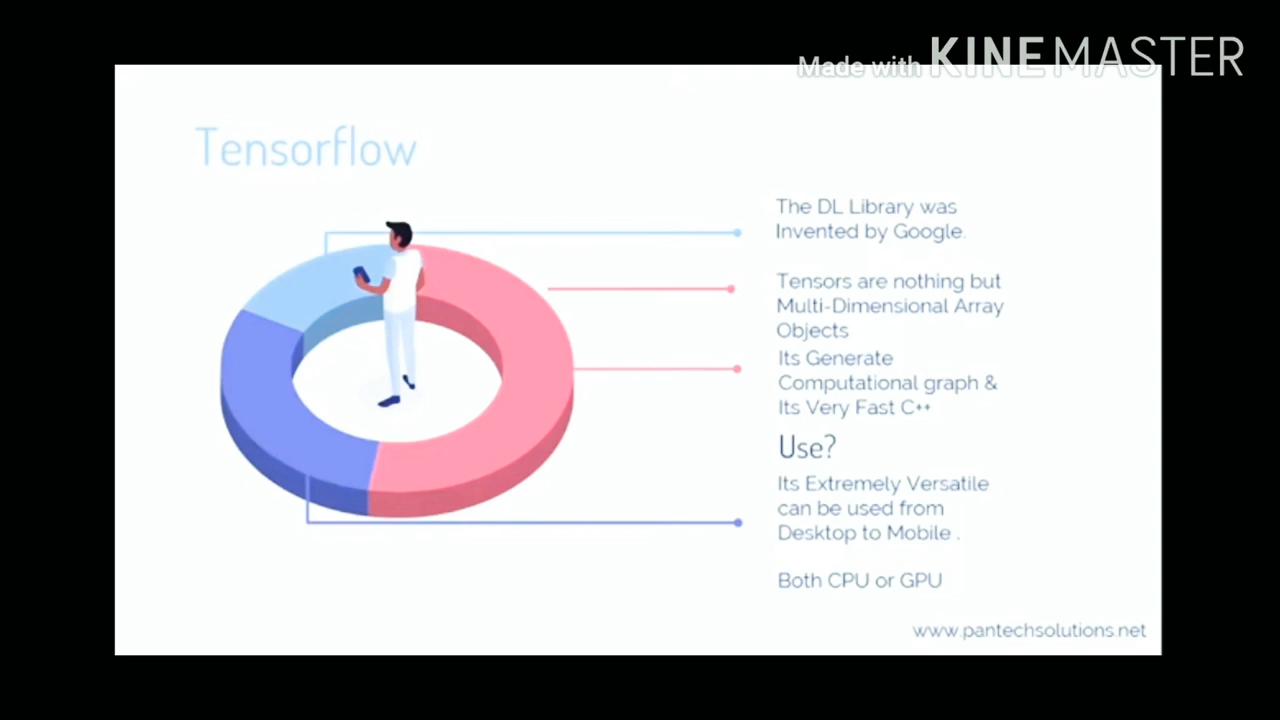 Made with KINEMASTER
Tensorflow
The DL Library was
Invented by Google.
Tensors are nothing but
Multi-Dimensional Array
Objects
Its Generate
Computational graph &
Its Very Fast C++
Use?
Its Extremely Versatile
can be used from
Desktop to Mobile .
Both CPU or GPU
www.pantechsolutions.net